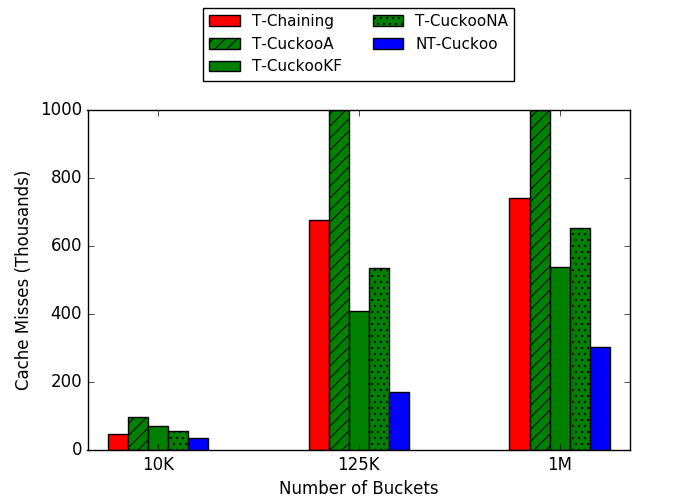 T-Chaining
T-CuckooA
T-CuckooKF
T-CuckooNA
NT-Cuckoo
1000
800
600
400
200
0
Cache Misses (Thousands)
10K
125K
1M
Number of Buckets